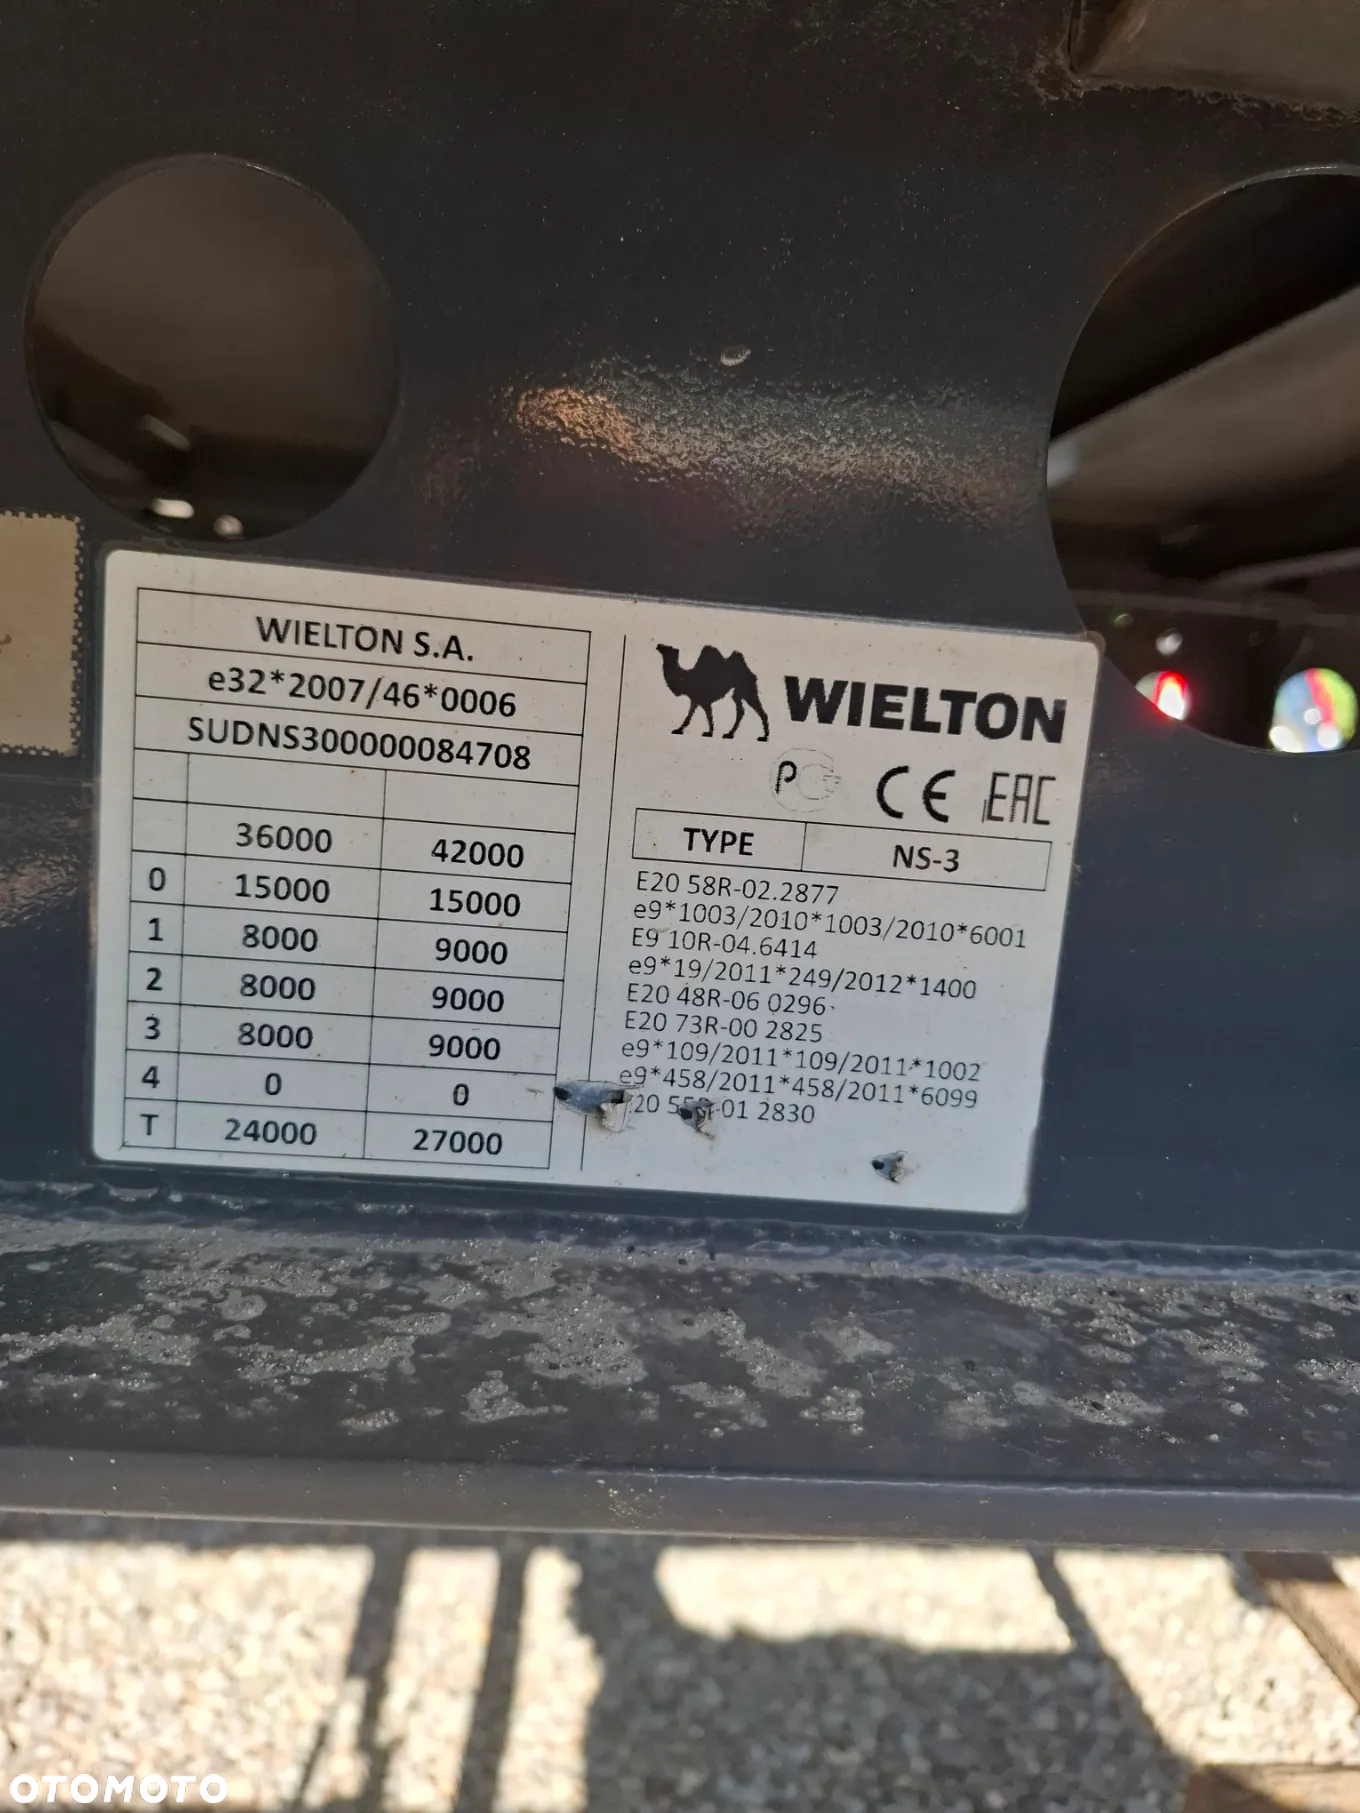 WIELTON S.A.
e32*2007/46*0006
SUDNS300000084708
36000 42000
0 15000 15000
1 8000 9000
2 8000 9000
3 8000 9000
4 0 0
T 24000 27000
WIELTON
CE EAC
TYPE NS-3
E20 58R-02.2877
e9*1003/2010*1003/2010*6001
E9 10R-04.6414
e9*19/2011*249/2012*1400
E20 48R-06 0296
E20 73R-00 2825
e9*109/2011*109/2011*1002
e9*458/2011*458/2011*6099
20 55R-01 2830
OTOMOTO